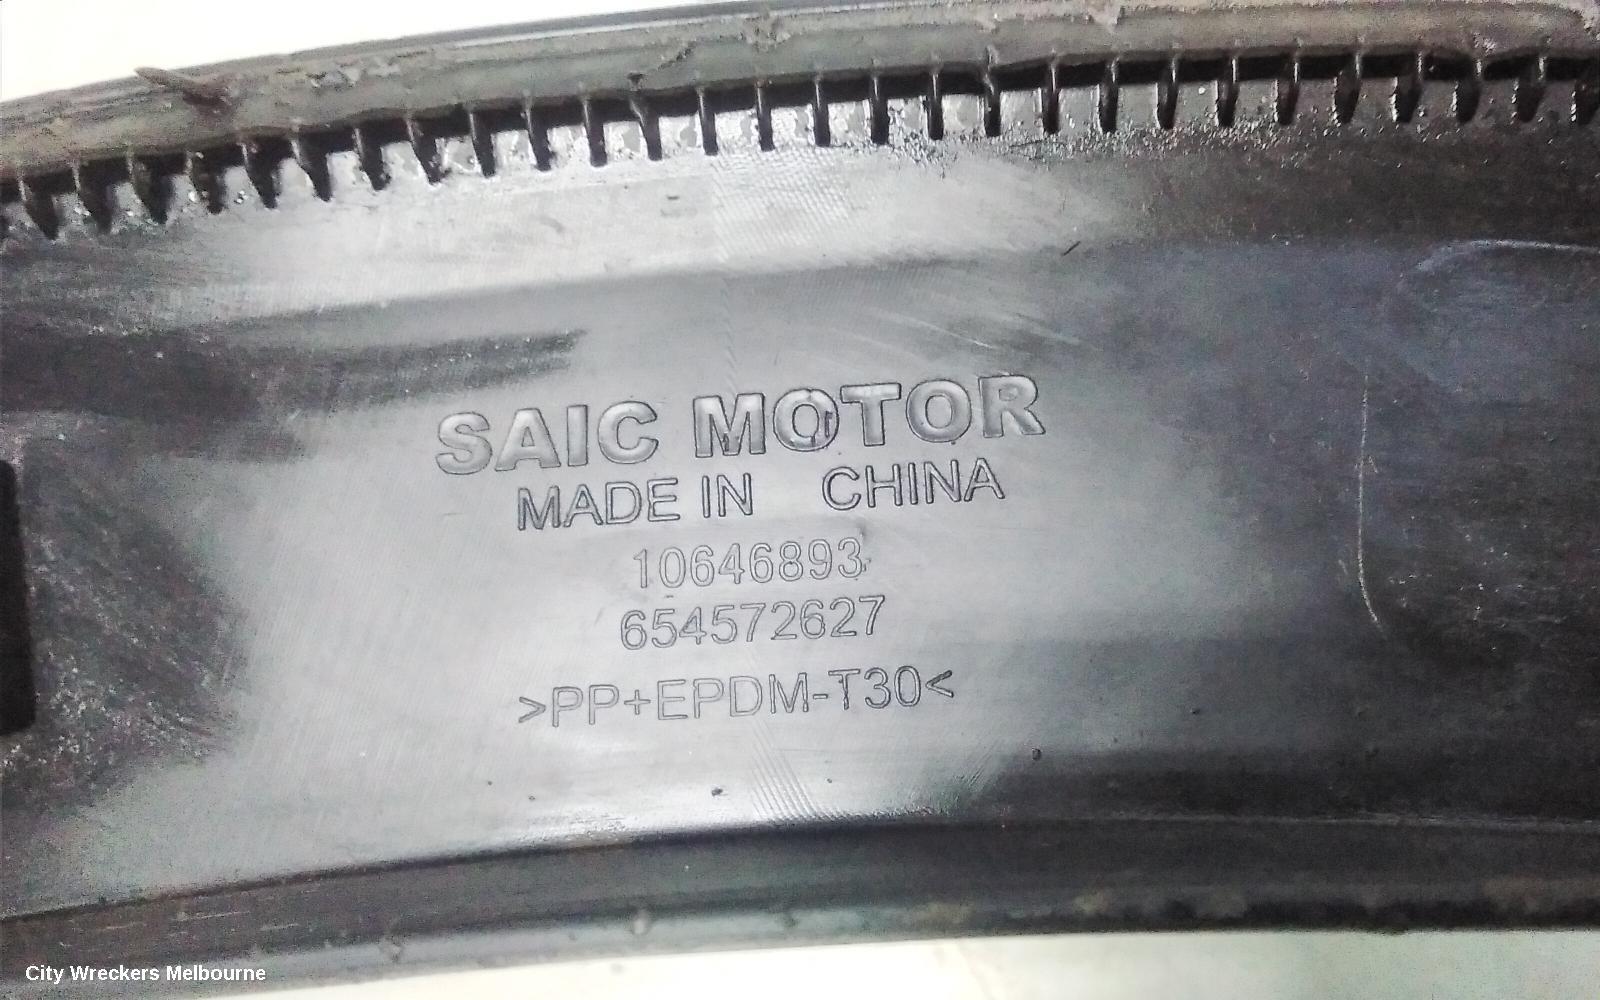 SAIC MOTOR
MADE IN CHINA
10646893
654572627
>PP+EPDM-T30<
City Wreckers Melbourne